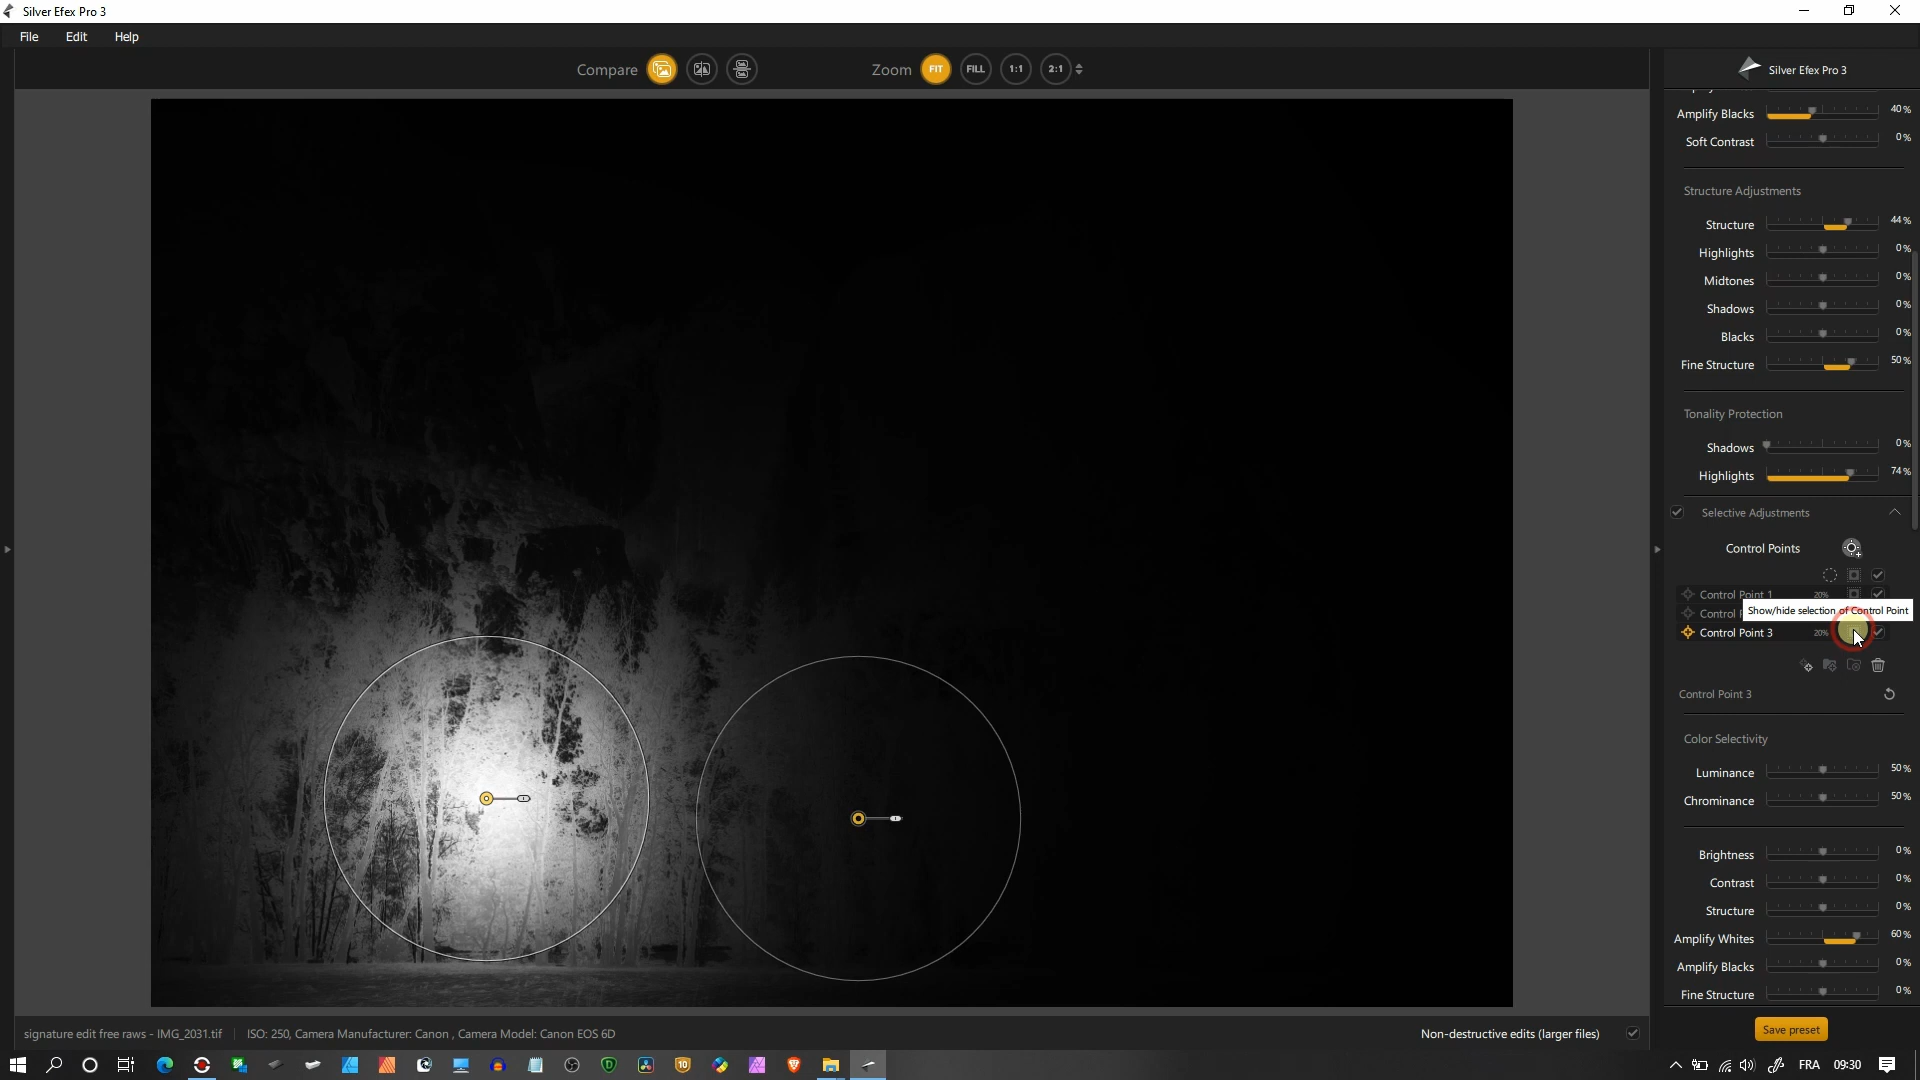 Silver Efex Pro 3
File Edit Help
Compare
Zoom FIT FILL 1:1 2:1
Silver Efex Pro 3
Amplify Blacks 40%
Soft Contrast 0%
Structure Adjustments
Structure 44%
Highlights 0%
Midtones 0%
Shadows 0%
Blacks 0%
Fine Structure 50%
Tonality Protection
Shadows 0%
Highlights 74%
Selective Adjustments
Control Points
Control Point 1 20%
Show/hide selection of Control Point
Control Point 3 20%
Control Point 3
Color Selectivity
Luminance 50%
Chrominance 50%
Brightness 0%
Contrast 0%
Structure 0%
Amplify Whites 60%
Amplify Blacks 0%
Fine Structure 0%
Save preset
signature edit free raws - IMG_2031.tif ISO: 250, Camera Manufacturer: Canon , Camera Model: Canon EOS 6D Non-destructive edits (larger files)
10 FRA 09:30